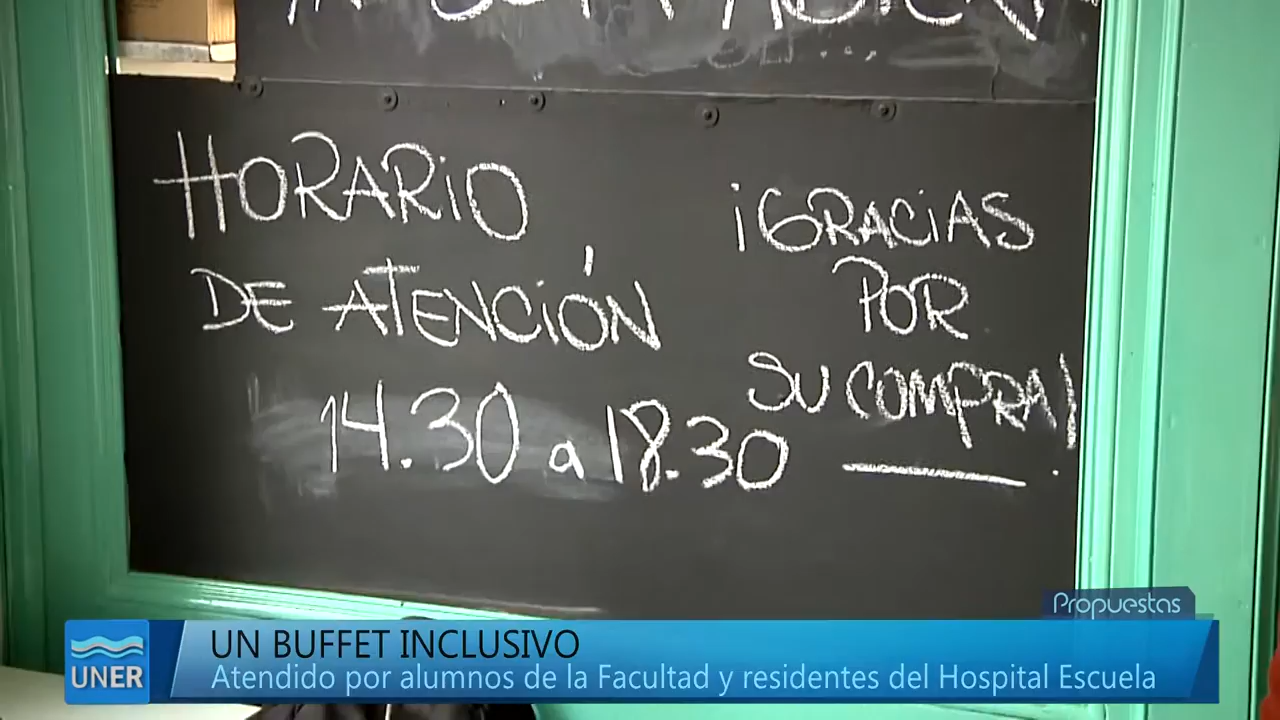 HORARIO
DE ATENCIÓN
14.30 a 18.30
¡GRACIAS
POR
SU COMPRA!
Propuestas
UNER
UN BUFFET INCLUSIVO
Atendido por alumnos de la Facultad y residentes del Hospital Escuela